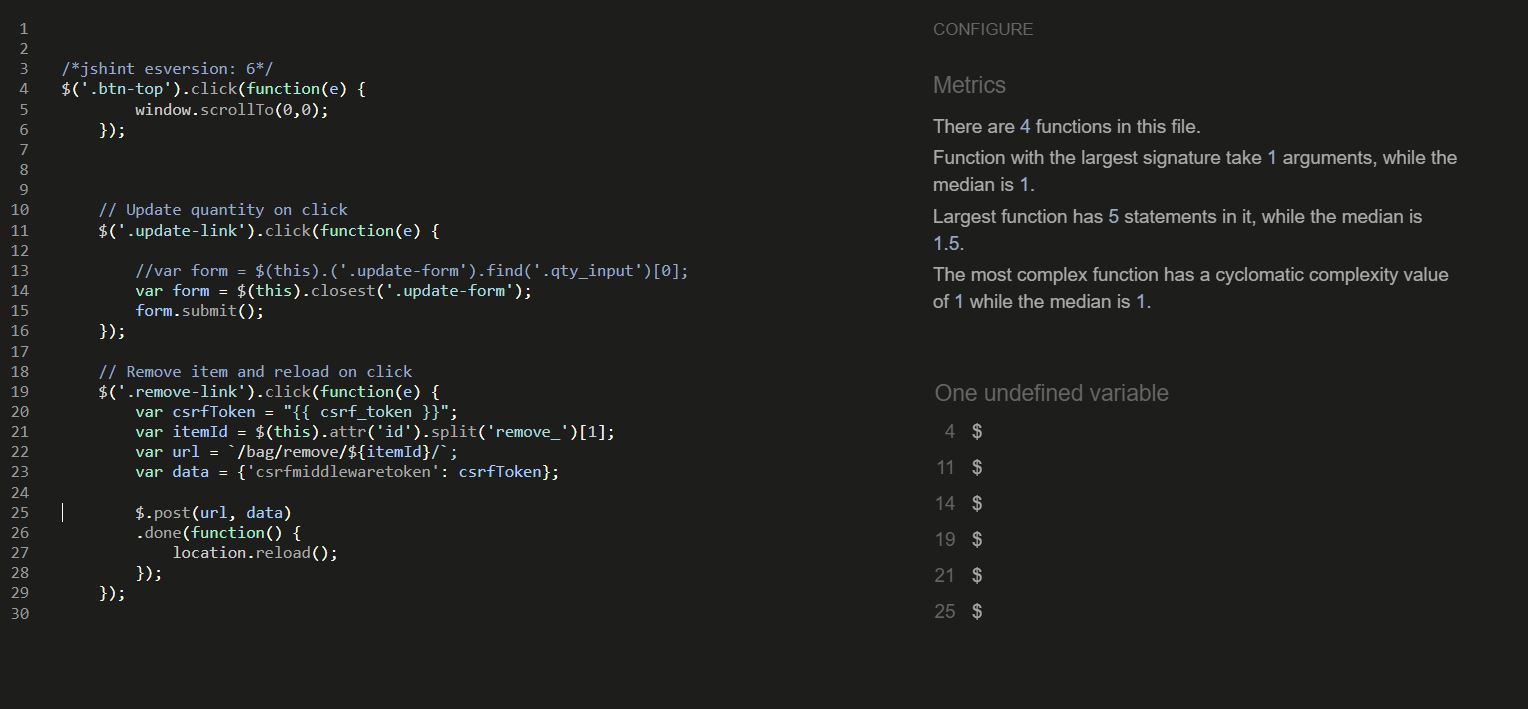 1
2
3 /*jshint esversion: 6*/
4 $('.btn-top').click(function(e) {
5 window.scrollTo(0,0);
6 });
7
8
9
10 // Update quantity on click
11 $('.update-link').click(function(e) {
12
13 //var form = $(this).('.update-form').find('.qty_input')[0];
14 var form = $(this).closest('.update-form');
15 form.submit();
16 });
17
18 // Remove item and reload on click
19 $('.remove-link').click(function(e) {
20 var csrfToken = "{{ csrf_token }}";
21 var itemId = $(this).attr('id').split('remove_')[1];
22 var url = `/bag/remove/${itemId}/`;
23 var data = {'csrfmiddlewaretoken': csrfToken};
24
25 $.post(url, data)
26 .done(function() {
27 location.reload();
28 });
29 });
30
CONFIGURE
Metrics
There are 4 functions in this file.
Function with the largest signature take 1 arguments, while the
median is 1.
Largest function has 5 statements in it, while the median is
1.5.
The most complex function has a cyclomatic complexity value
of 1 while the median is 1.
One undefined variable
4 $
11 $
14 $
19 $
21 $
25 $